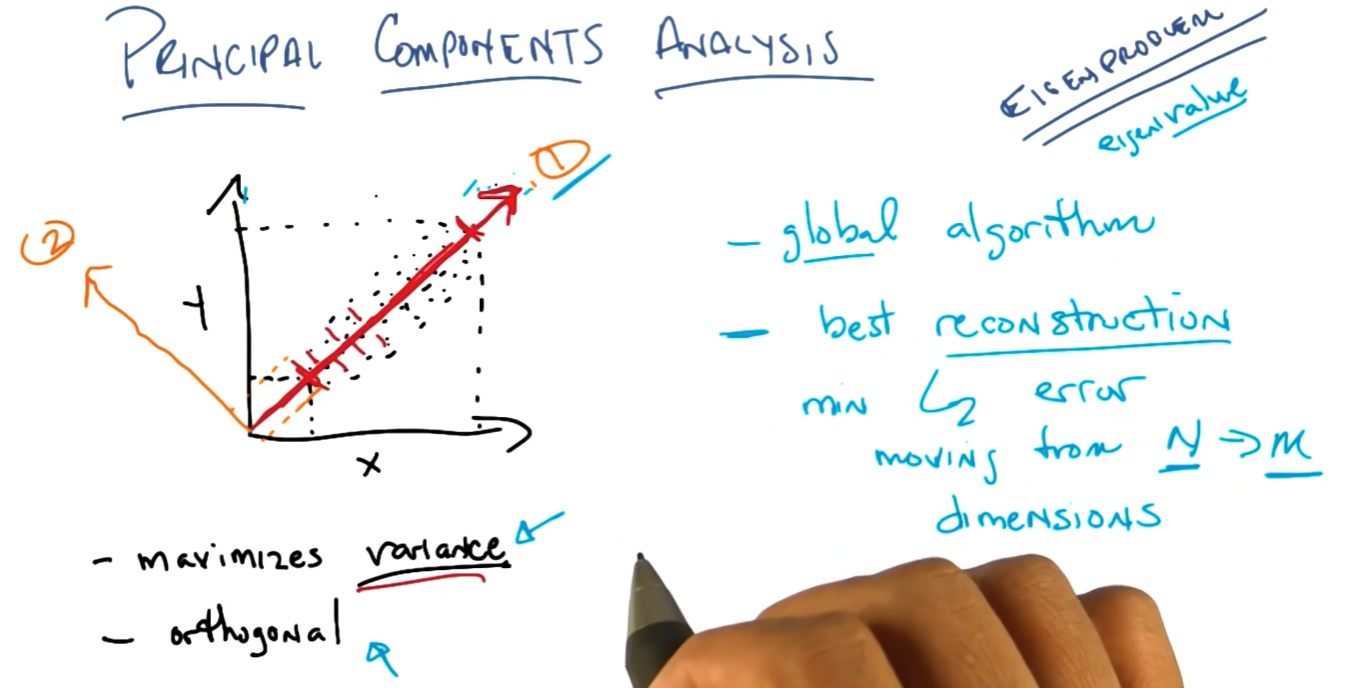 PRINCIPAL COMPONENTS ANALYSIS
EIGENPROBLEM
eigenvalue
1
2
Y
X
- maximizes variance
- orthogonal
- global algorithm
- best reconstruction
min error
moving from N → M
dimensions